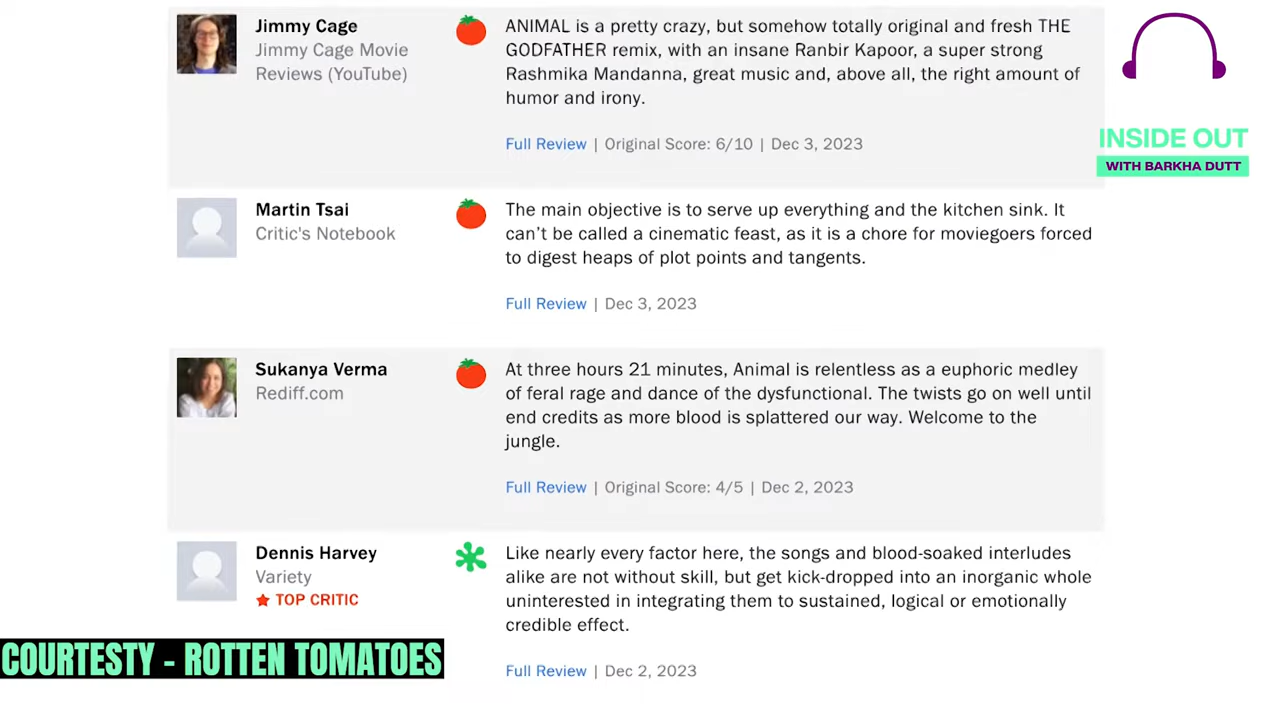 Jimmy Cage
Jimmy Cage Movie
Reviews (YouTube)
ANIMAL is a pretty crazy, but somehow totally original and fresh THE
GODFATHER remix, with an insane Ranbir Kapoor, a super strong
Rashmika Mandanna, great music and, above all, the right amount of
humor and irony.
Full Review | Original Score: 6/10 | Dec 3, 2023
INSIDE OUT
WITH BARKHA DUTT
Martin Tsai
Critic's Notebook
The main objective is to serve up everything and the kitchen sink. It
can't be called a cinematic feast, as it is a chore for moviegoers forced
to digest heaps of plot points and tangents.
Full Review | Dec 3, 2023
Sukanya Verma
Rediff.com
At three hours 21 minutes, Animal is relentless as a euphoric medley
of feral rage and dance of the dysfunctional. The twists go on well until
end credits as more blood is splattered our way. Welcome to the
jungle.
Full Review | Original Score: 4/5 | Dec 2, 2023
Dennis Harvey
Variety
TOP CRITIC
Like nearly every factor here, the songs and blood-soaked interludes
alike are not without skill, but get kick-dropped into an inorganic whole
uninterested in integrating them to sustained, logical or emotionally
credible effect.
Full Review | Dec 2, 2023
COURTESTY - ROTTEN TOMATOES